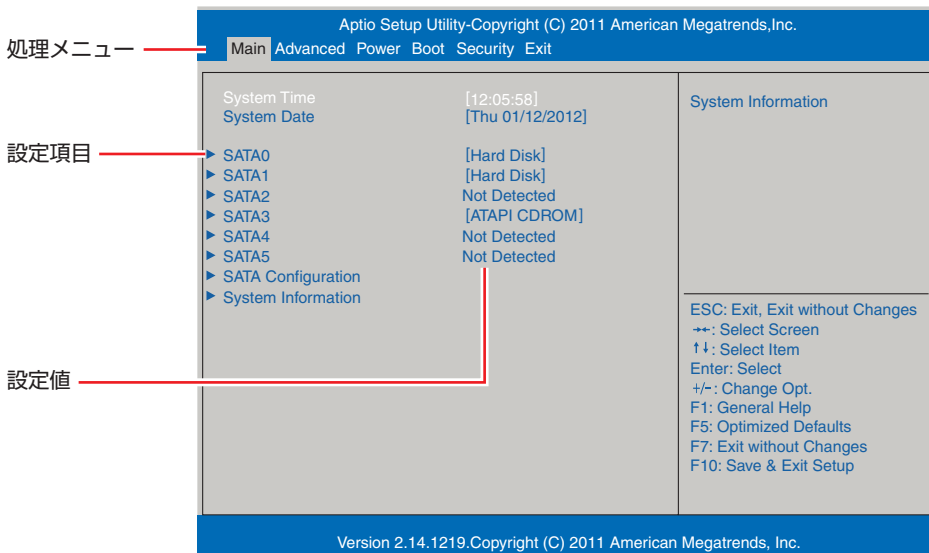 Aptio Setup Utility-Copyright (C) 2011 American Megatrends,Inc.
処理メニュー
Main Advanced Power Boot Security Exit
System Time [12:05:58]
System Date [Thu 01/12/2012]
System Information
設定項目
▶ SATA0 [Hard Disk]
▶ SATA1 [Hard Disk]
▶ SATA2 Not Detected
▶ SATA3 [ATAPI CDROM]
▶ SATA4 Not Detected
▶ SATA5 Not Detected
▶ SATA Configuration
▶ System Information
設定値
ESC: Exit, Exit without Changes
→←: Select Screen
↑↓: Select Item
Enter: Select
+/-: Change Opt.
F1: General Help
F5: Optimized Defaults
F7: Exit without Changes
F10: Save & Exit Setup
Version 2.14.1219.Copyright (C) 2011 American Megatrends, Inc.